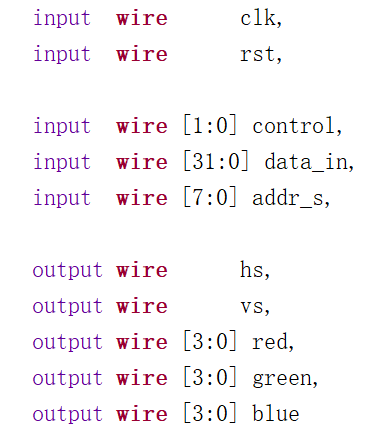 input  wire      clk,
input  wire      rst,
input  wire [1:0] control,
input  wire [31:0] data_in,
input  wire [7:0] addr_s,
output wire      hs,
output wire      vs,
output wire [3:0] red,
output wire [3:0] green,
output wire [3:0] blue